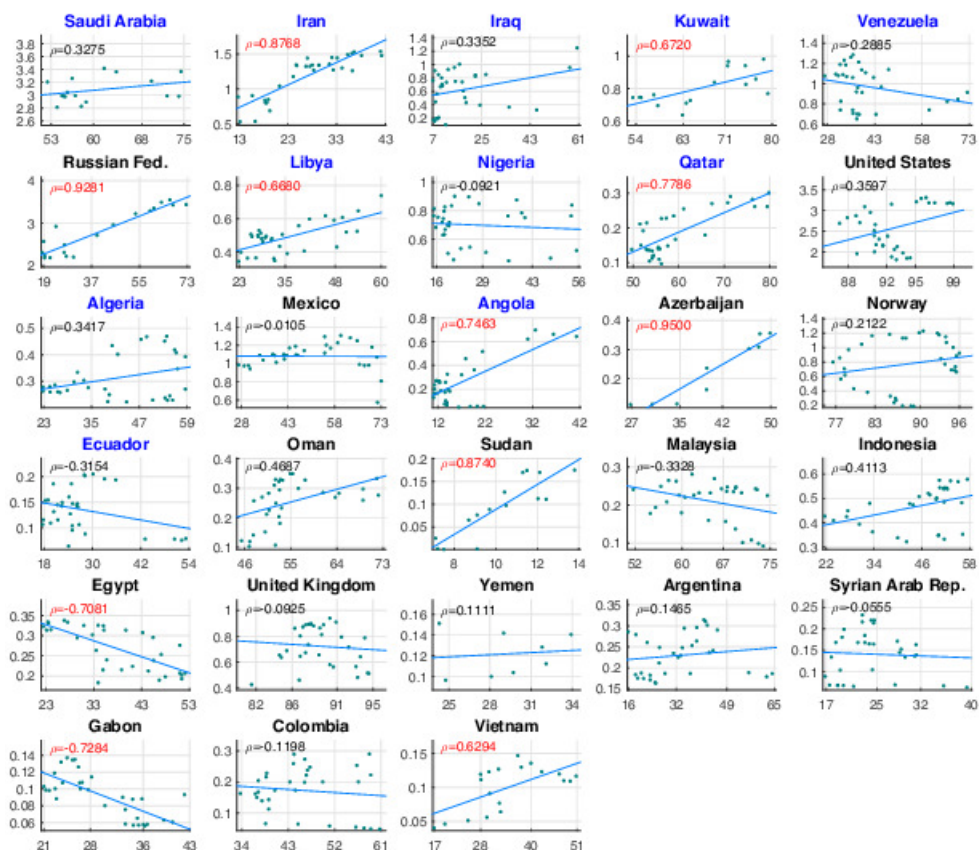 Saudi Arabia Iran Iraq Kuwait Venezuela
ρ=0.3275 ρ=0.8768 ρ=0.3352 ρ=0.6720 ρ=-0.2885
3.8 3.6 3.4 3.2 3 2.8 2.6
1.5 1 0.5
1.2 1 0.8 0.6 0.4 0.2
1 0.8 0.6
1.2 1 0.8 0.6
53 60 68 75 13 23 33 43 7 25 43 61 54 63 71 80 28 43 58 73
Russian Fed. Libya Nigeria Qatar United States
ρ=0.9281 ρ=0.6680 ρ=-0.0921 ρ=0.7786 ρ=0.3597
4 3 2
0.8 0.6 0.4 0.2
1 0.8 0.6
0.3 0.2 0.1
3.5 3 2.5 2 1.5
19 37 55 73 23 35 48 60 16 29 43 56 50 60 70 80 88 92 95 99
Algeria Mexico Angola Azerbaijan Norway
ρ=0.3417 ρ=-0.0105 ρ=0.7463 ρ=0.9500 ρ=0.2122
0.5 0.4 0.3
1.2 1 0.8 0.6
0.8 0.6 0.4 0.2
0.4 0.3 0.2
1.2 1 0.8 0.6 0.4 0.2
23 35 47 59 28 43 58 73 12 22 32 42 27 34 42 50 77 83 90 96
Ecuador Oman Sudan Malaysia Indonesia
ρ=-0.3154 ρ=0.4687 ρ=0.8740 ρ=-0.3328 ρ=0.4113
0.2 0.15 0.1
0.4 0.3 0.2 0.1
0.2 0.15 0.1 0.05
0.3 0.2 0.1
0.6 0.5 0.4 0.3
18 30 42 54 46 55 64 73 8 10 12 14 52 60 67 75 22 34 46 58
Egypt United Kingdom Yemen Argentina Syrian Arab Rep.
ρ=-0.7081 ρ=-0.0925 ρ=0.1111 ρ=0.1465 ρ=-0.0555
0.35 0.3 0.25 0.2
1 0.8 0.6 0.4
0.16 0.14 0.12 0.1
0.35 0.3 0.25 0.2 0.15
0.25 0.2 0.15 0.1
23 33 43 53 82 86 91 95 25 28 31 34 16 32 48 65 16 24 32 40
Gabon Colombia Vietnam
ρ=-0.7284 ρ=-0.1198 ρ=0.6294
0.14 0.12 0.1 0.08 0.06
0.3 0.2 0.1
0.15 0.1 0.05
21 28 36 43 34 43 52 61 17 28 40 51